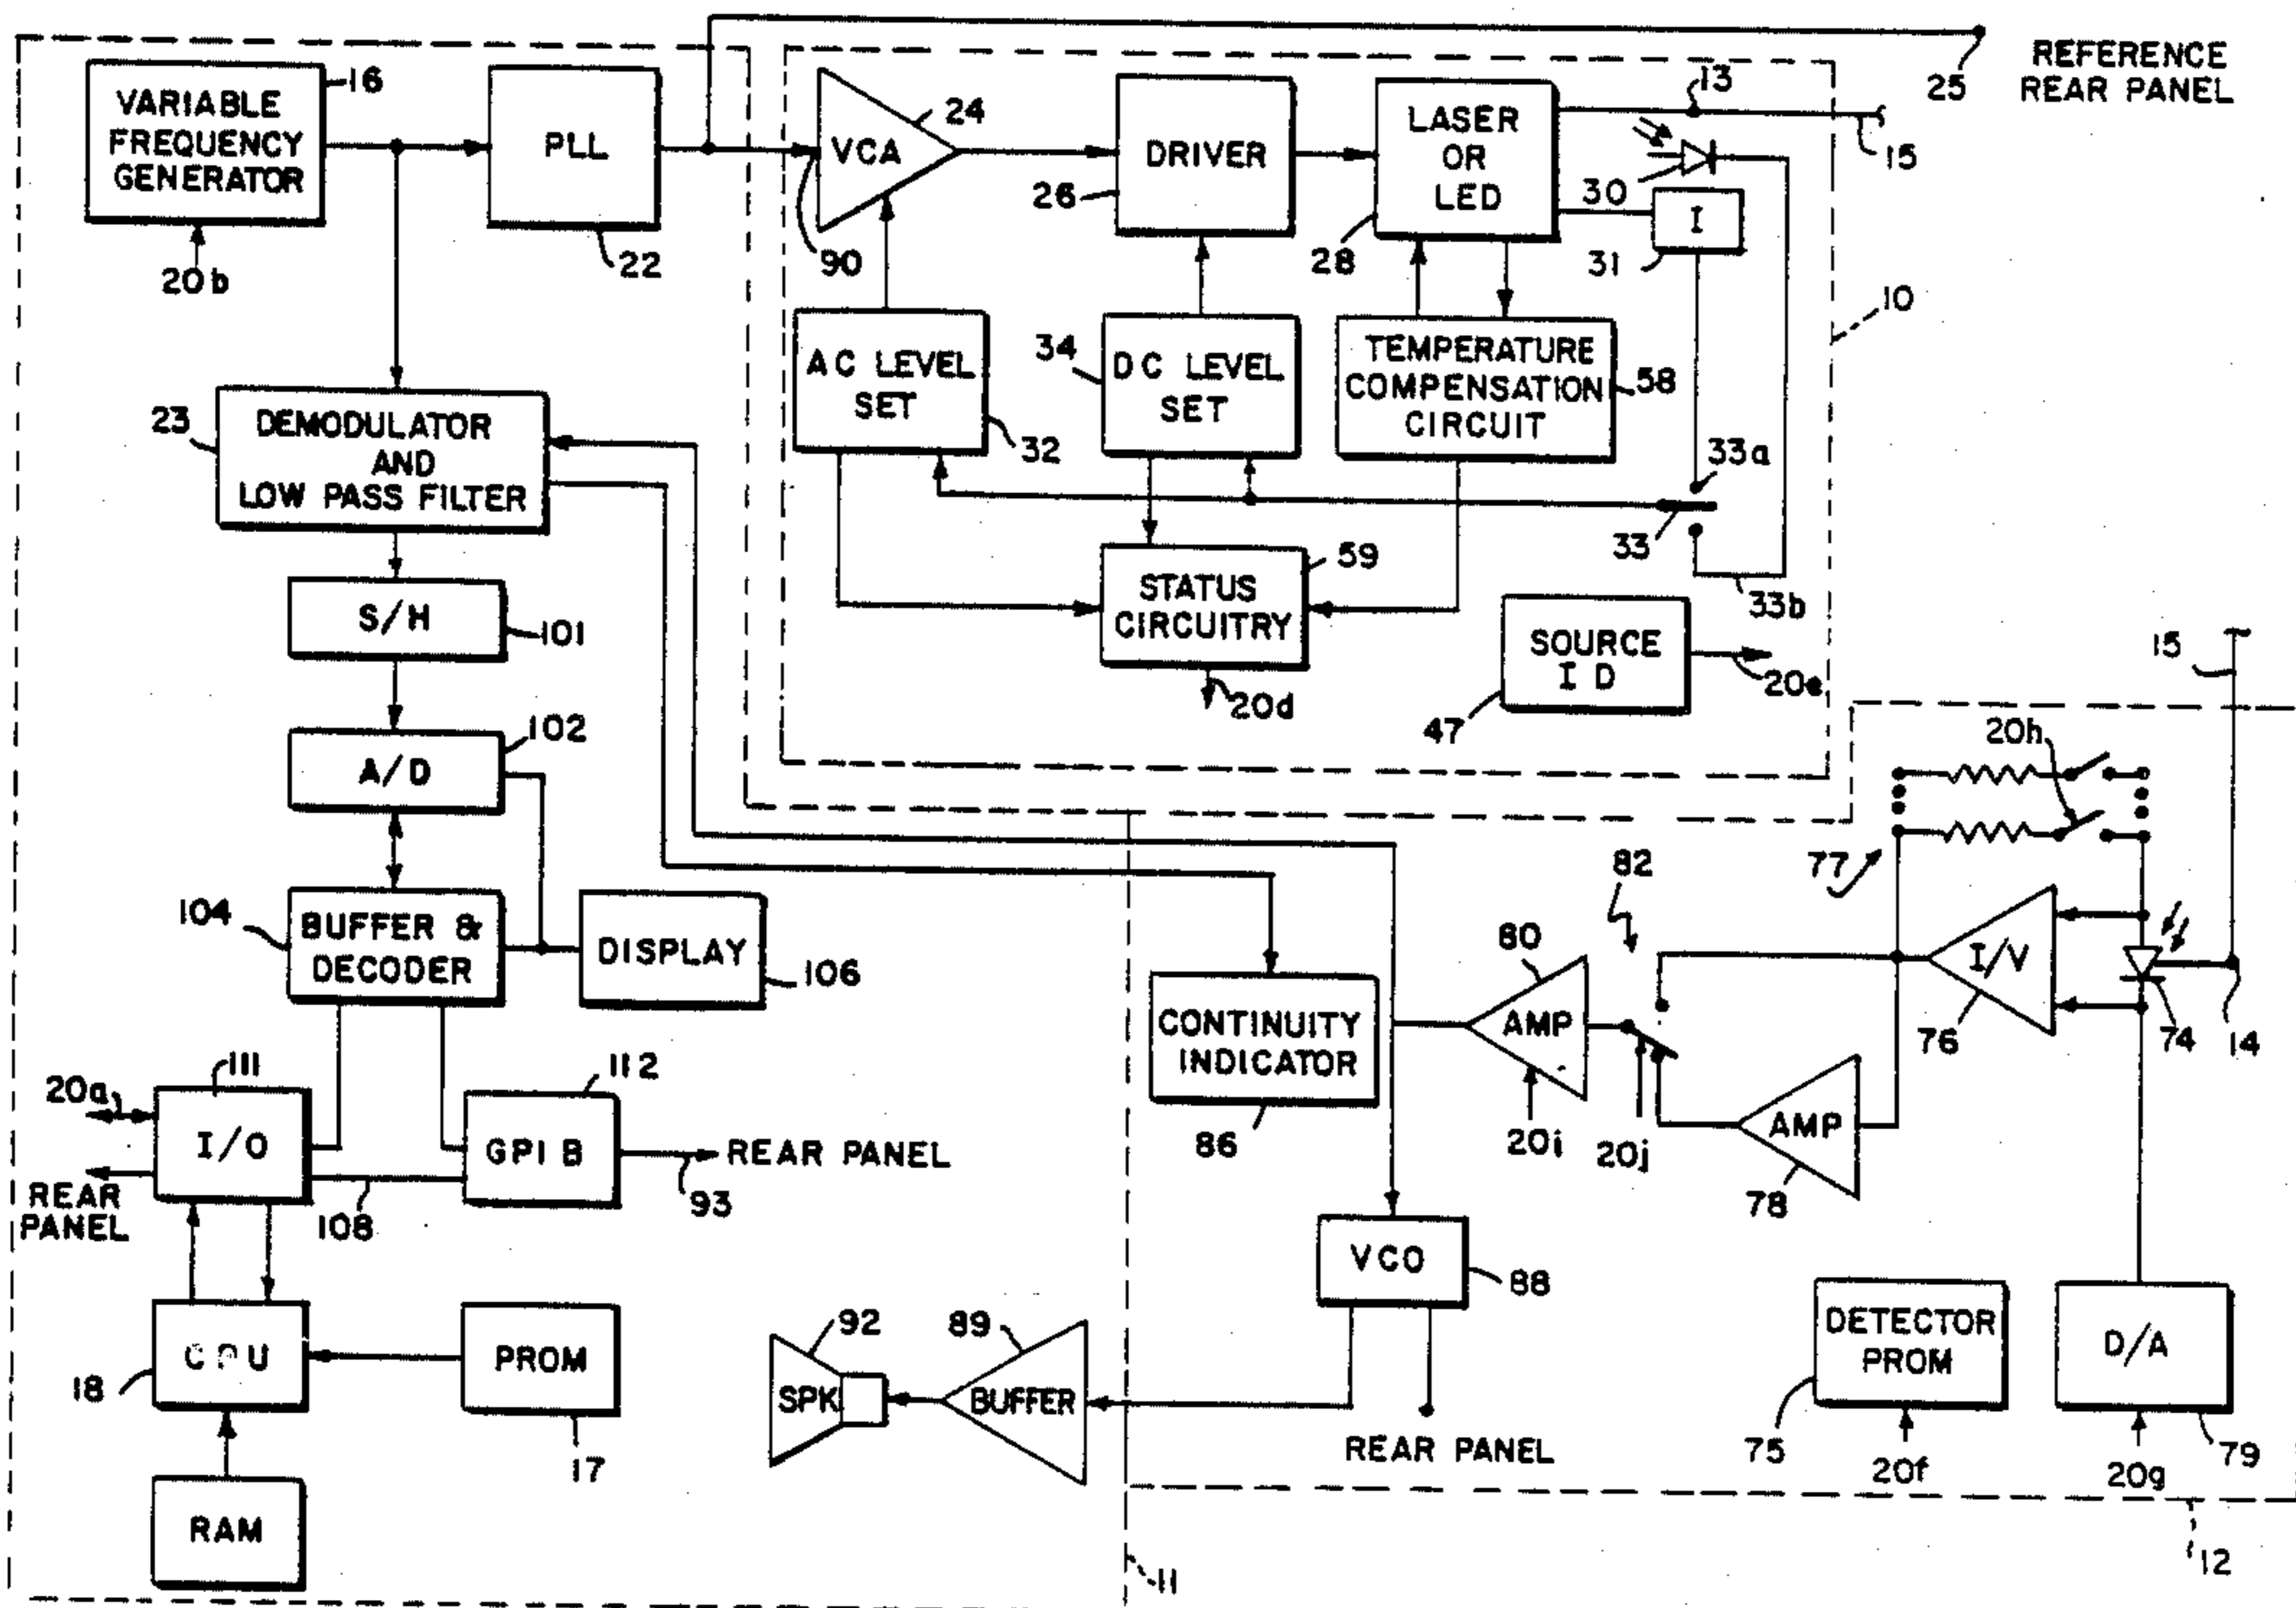 REFERENCE
REAR PANEL
25
16
VARIABLE
FREQUENCY
GENERATOR
20b
PLL
22
VCA
24
90
DRIVER
26
LASER
OR
LED
28
13
15
30
I
31
10
23
DEMODULATOR
AND
LOW PASS FILTER
AC LEVEL
SET
32
34
DC LEVEL
SET
TEMPERATURE
COMPENSATION
CIRCUIT
58
33a
33
33b
S/H
101
STATUS
CIRCUITRY
59
20d
SOURCE
ID
47
20e
15
A/D
102
20h
77
104
BUFFER &
DECODER
DISPLAY
106
82
80
AMP
20i
20j
I/V
76
74
14
CONTINUITY
INDICATOR
86
AMP
78
20a
111
I/O
112
GPIB
REAR PANEL
93
REAR
PANEL
108
VCO
88
CPU
18
PROM
17
92
SPK
89
BUFFER
REAR PANEL
DETECTOR
PROM
75
20f
D/A
79
20g
RAM
11
12